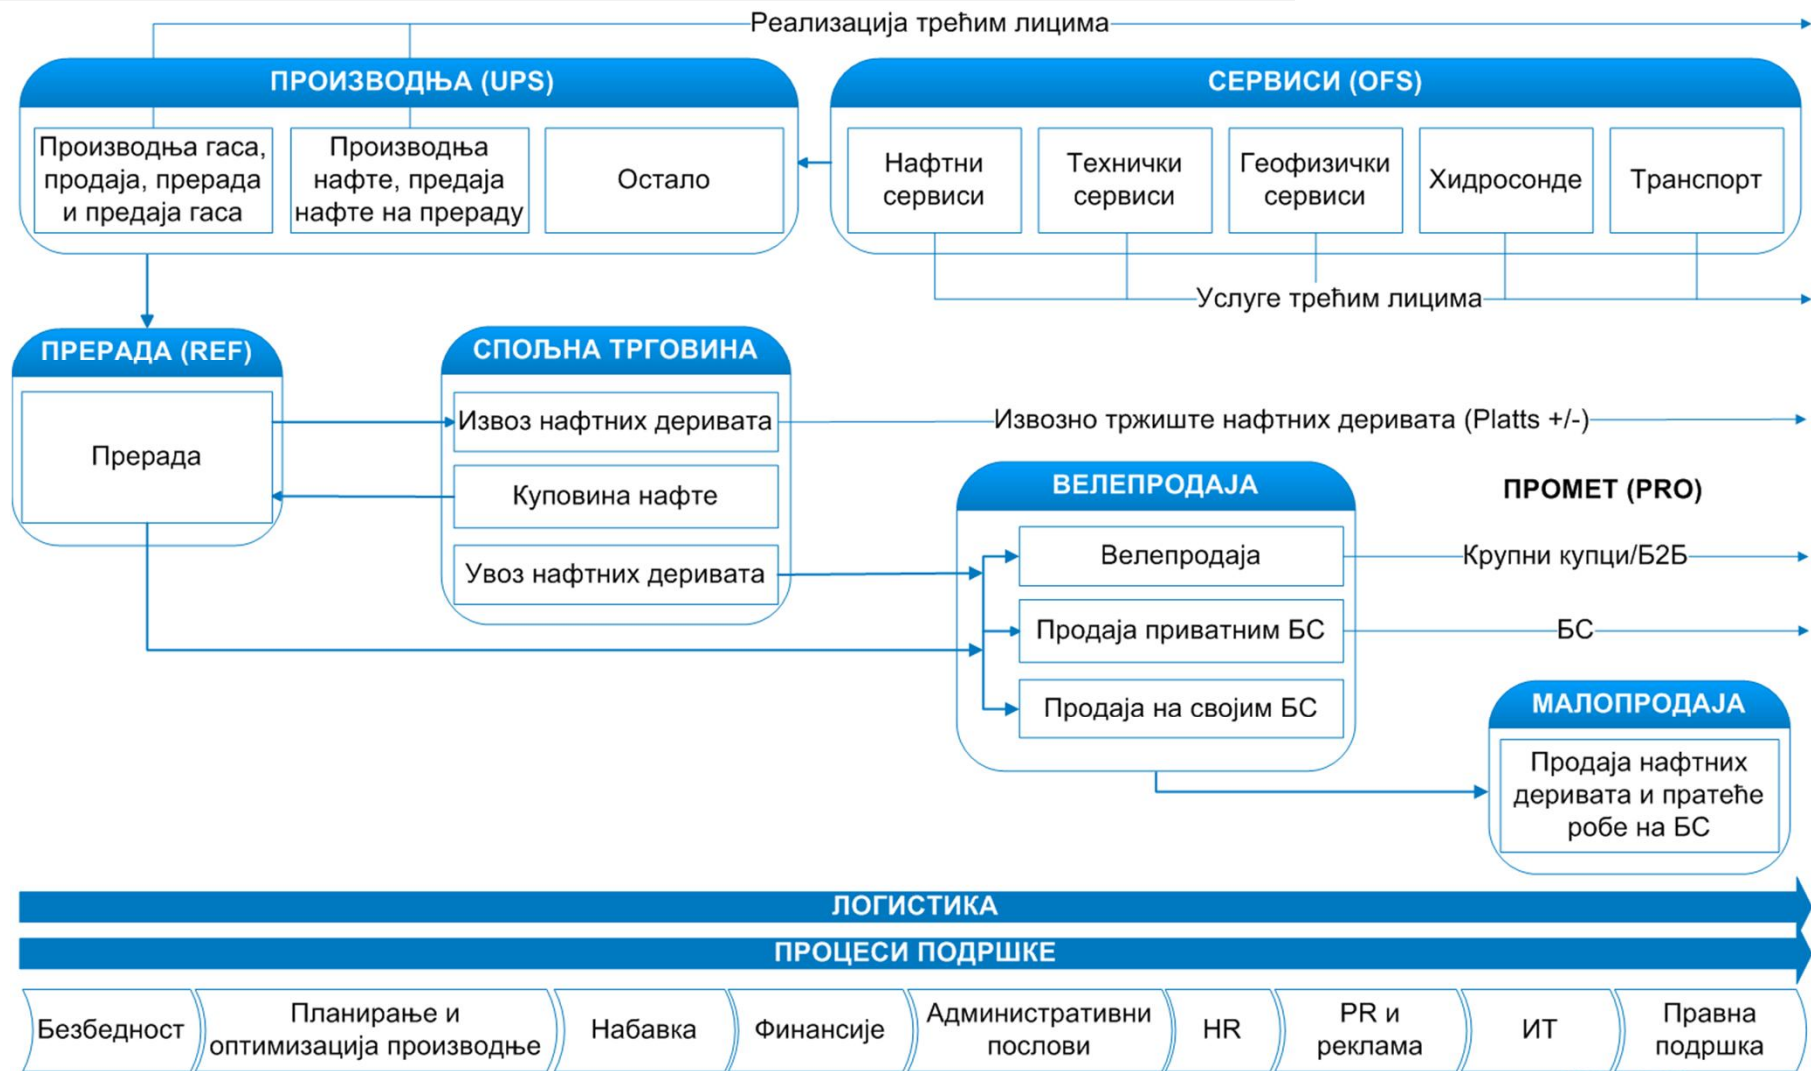 Реализација трећим лицима
ПРОИЗВОДЊА (UPS)
Производња гаса,
продаја, прерада
и предаја гаса
Производња
нафте, предаја
нафте на прераду
Остало
СЕРВИСИ (OFS)
Нафтни
сервиси
Технички
сервиси
Геофизички
сервиси
Хидросонде
Транспорт
Услуге трећим лицима
ПРЕРАДА (REF)
Прерада
СПОЉНА ТРГОВИНА
Извоз нафтних деривата
Куповина нафте
Увоз нафтних деривата
Извозно тржиште нафтних деривата (Platts +/-)
ВЕЛЕПРОДАЈА
Велепродаја
Продаја приватним БС
Продаја на својим БС
ПРОМЕТ (PRO)
Крупни купци/Б2Б
БС
МАЛОПРОДАЈА
Продаја нафтних
деривата и пратеће
робе на БС
ЛОГИСТИКА
ПРОЦЕСИ ПОДРШКЕ
Безбедност
Планирање и
оптимизација производње
Набавка
Финансије
Административни
послови
HR
PR и
реклама
ИТ
Правна
подршка